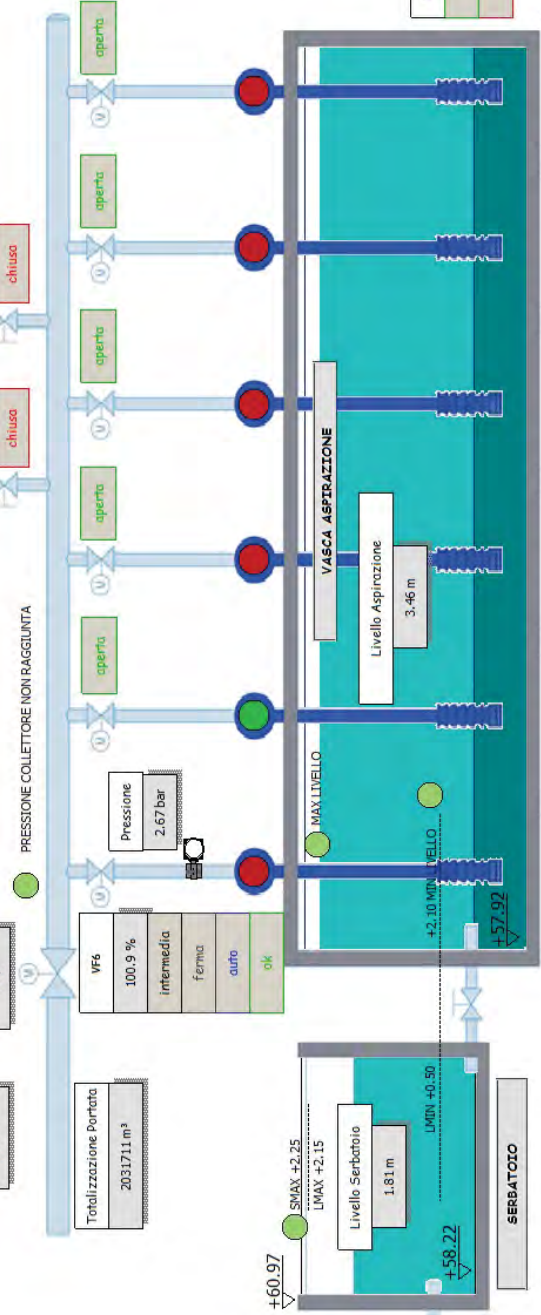 chiusa
chiusa
PRESSIONE COLLETTORE NON RAGGIUNTA
M
M
M
M
M
M
M
aperta
aperta
aperta
aperta
aperta
Totalizzazione Portata
2031711 m³
VF6
100.9 %
intermedia
ferma
auto
ok
Pressione
2.67 bar
+60.97
SMAX +2.25
LMAX +2.15
Livello Serbatoio
1.81 m
LMIN +0.50
+58.22
SERBATOIO
MAX LIVELLO
+2.10 MIN LIVELLO
+57.92
VASCA ASPIRAZIONE
Livello Aspirazione
3.46 m